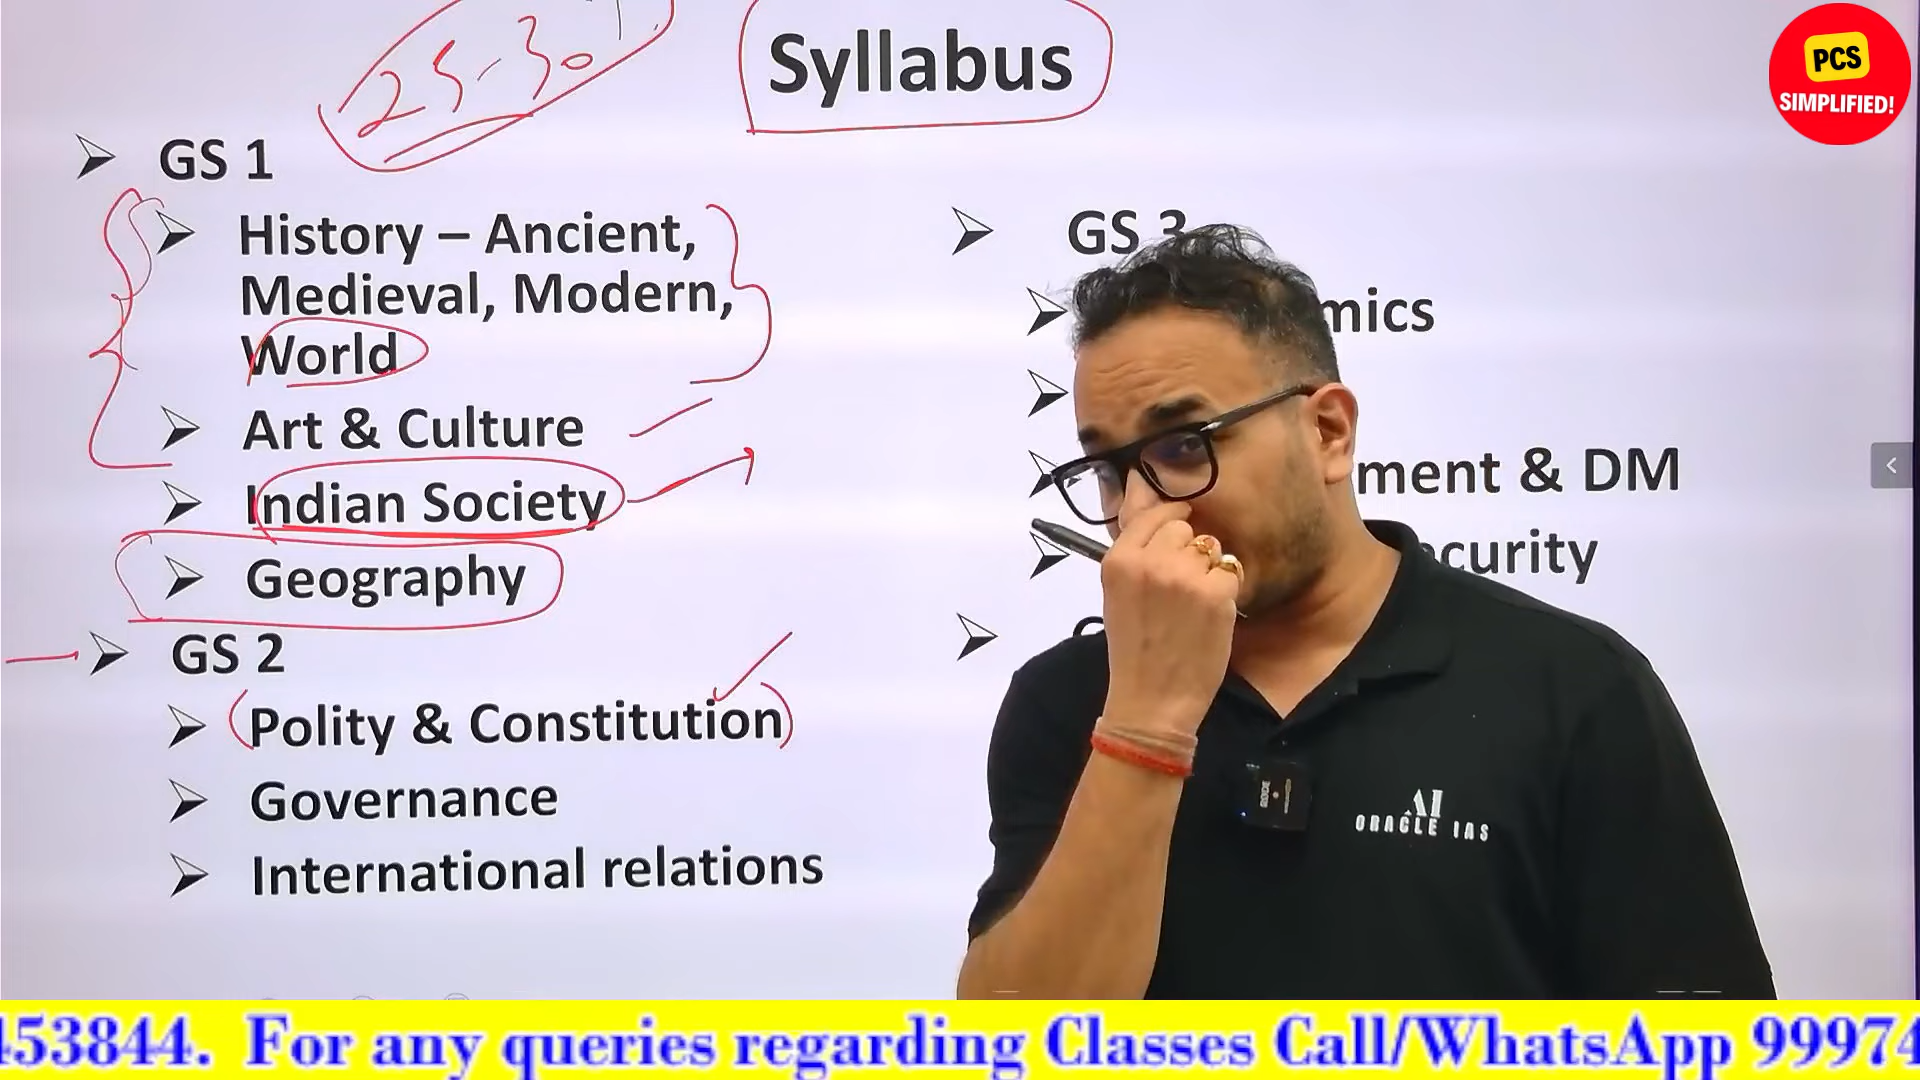 25-30
Syllabus
PCS
SIMPLIFIED!
GS 1
History – Ancient,
Medieval, Modern,
World
Art & Culture
Indian Society
Geography
GS 2
Polity & Constitution
Governance
International relations
GS 3
mics
ment & DM
curity
AI
ORACLE IAS
453844. For any queries regarding Classes Call/WhatsApp 99974